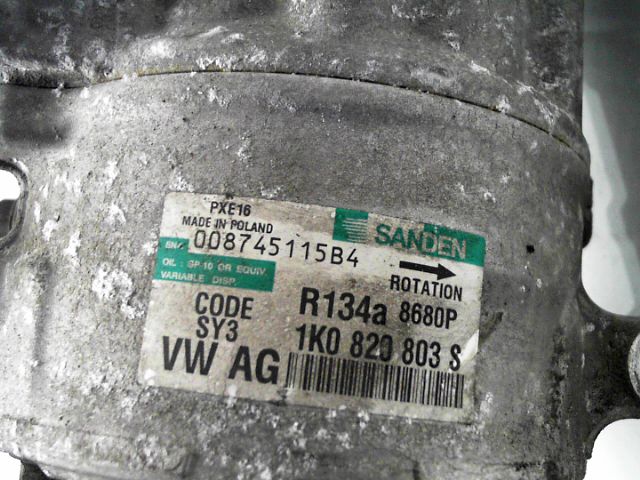 PXE16
MADE IN POLAND
SANDEN
SN: 008745115B4
ROTATION
OIL : SP-10 OR EQUIV.
VARIABLE DISP.
CODE R134a 8680P
SY3 1K0 820 803 S
VW AG